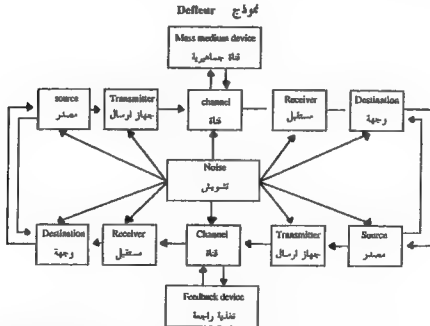 نموذج Defleur
Mass medium device
قناة جماهيرية
source
مصدر
Transmitter
جهاز ارسال
channel
قناة
Receiver
مستقبل
Destination
وجهة
Noise
تشويش
Destination
وجهة
Receiver
مستقبل
Channel
قناة
Transmitter
جهاز ارسال
Source
مصدر
Feedback device
تغذية راجعة